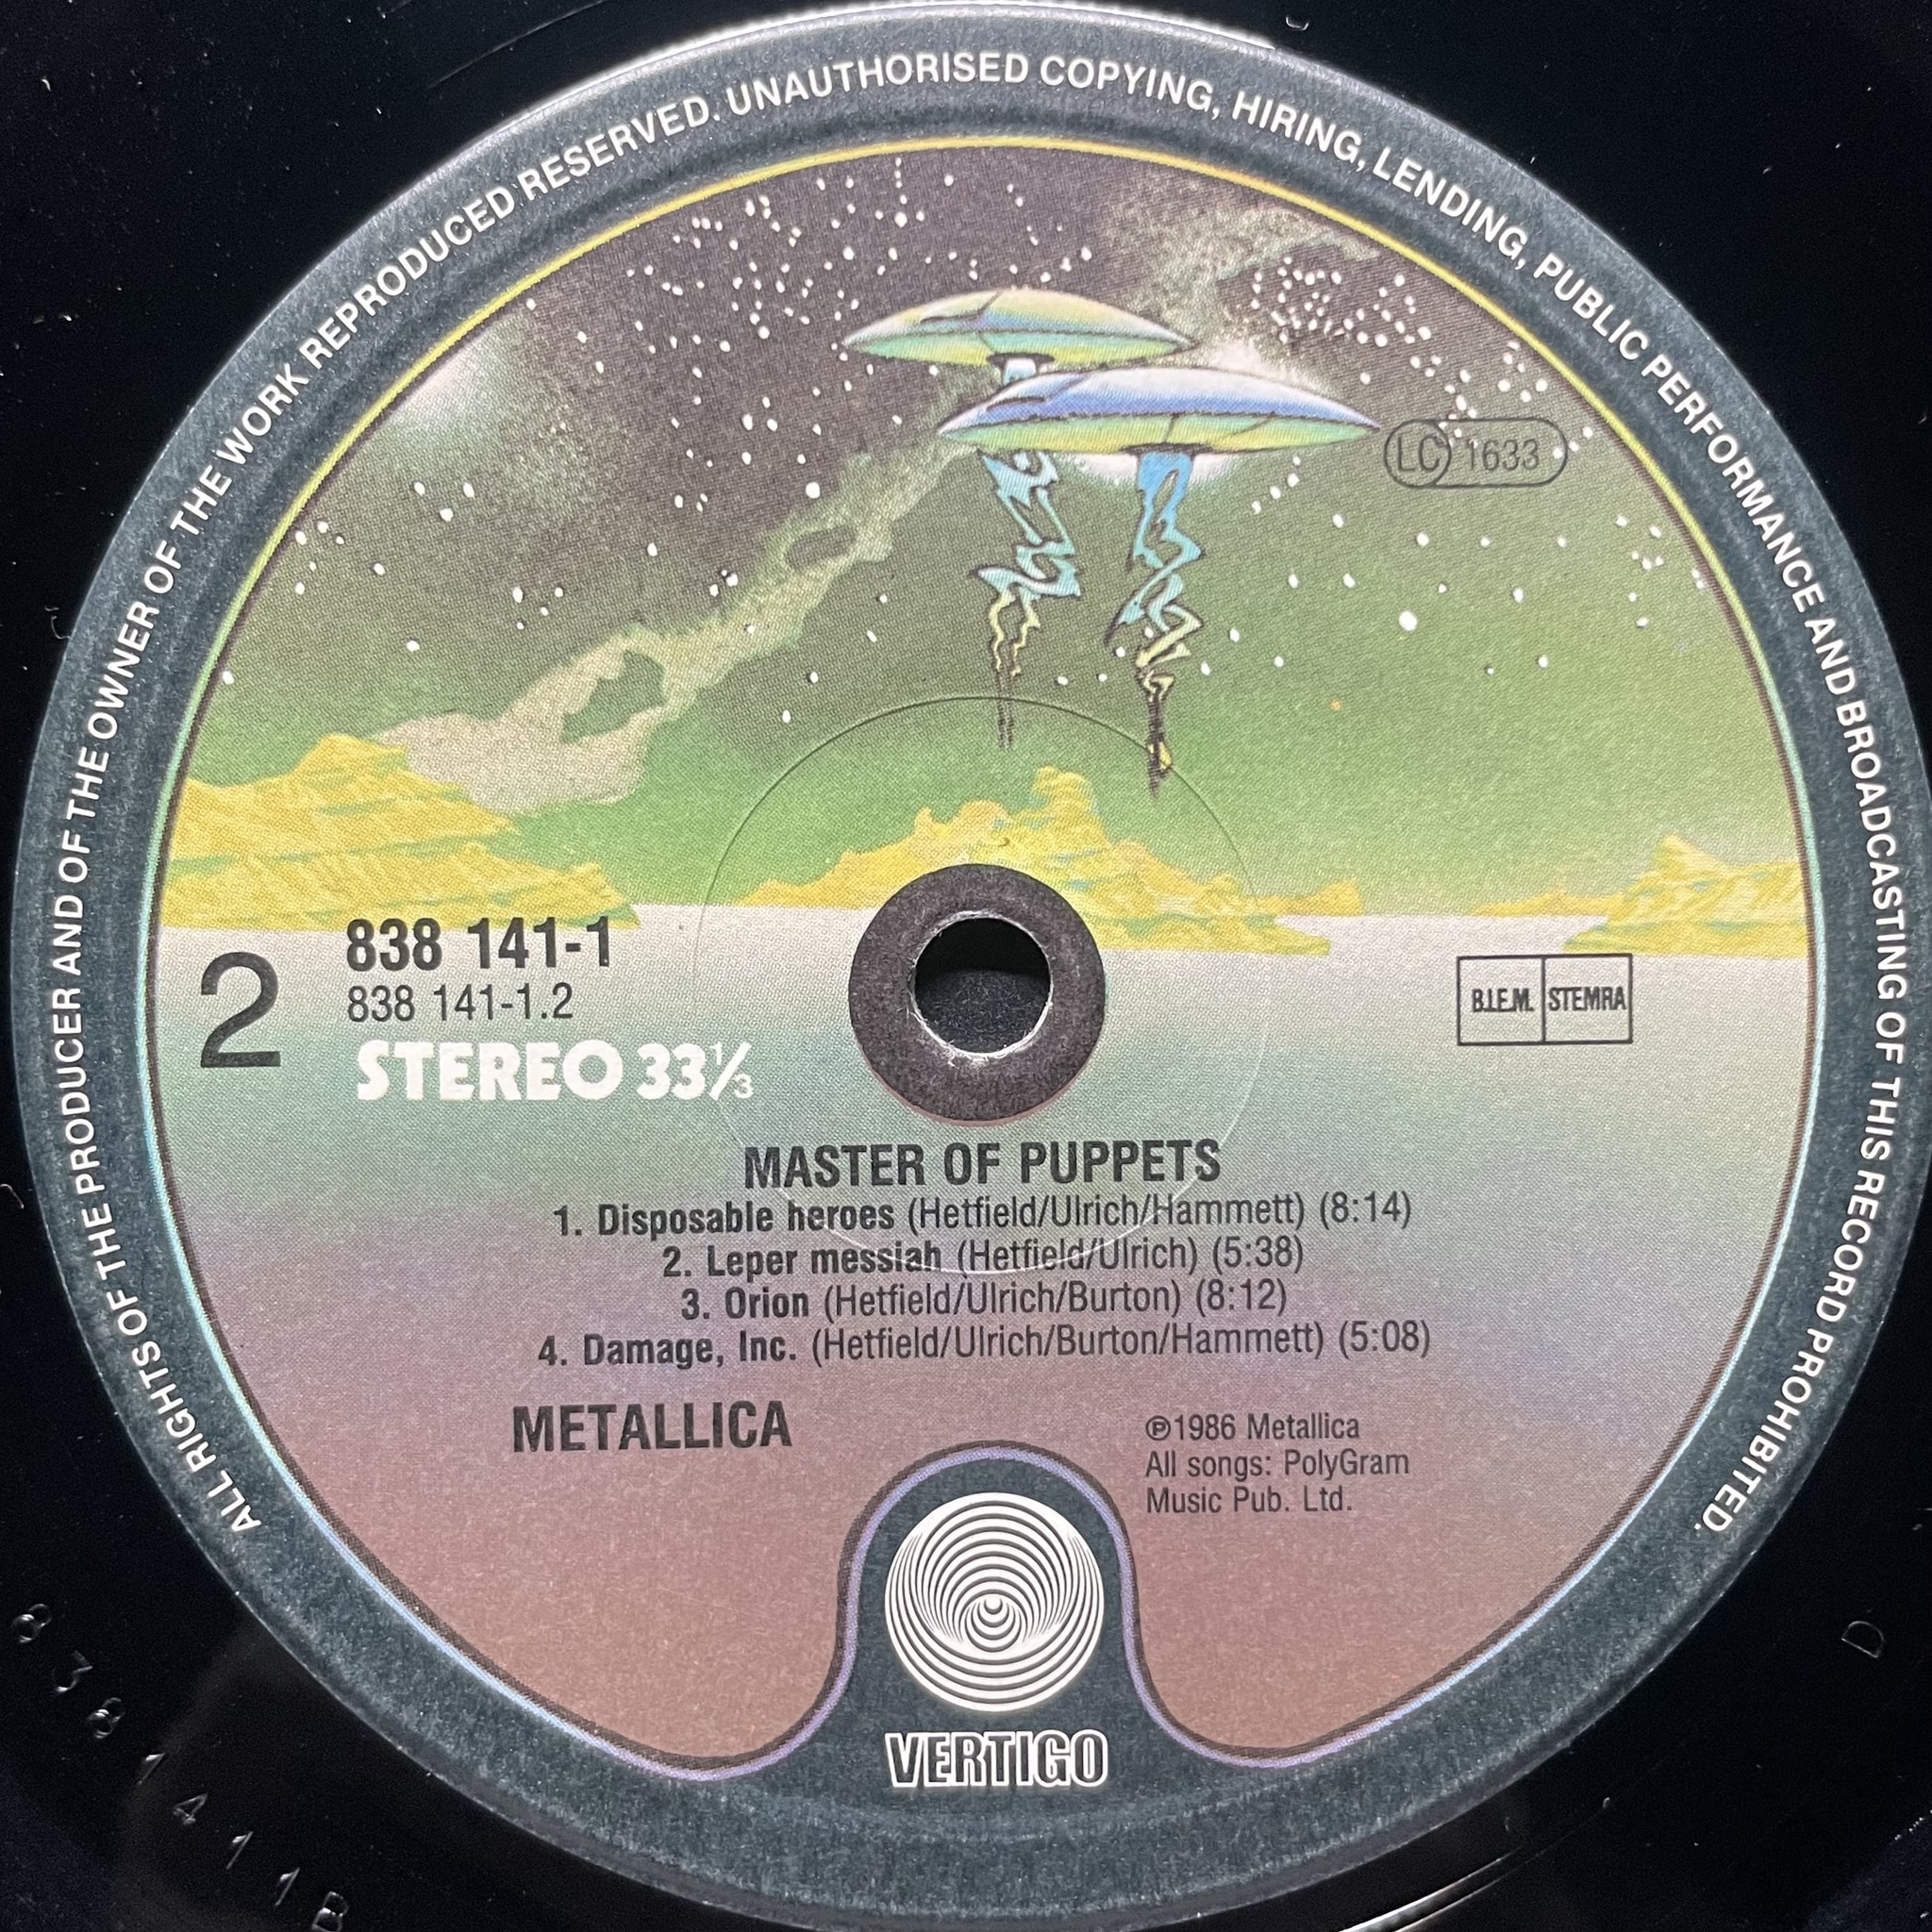 ALL RIGHTS OF THE PRODUCER AND OF THE OWNER OF THE WORK REPRODUCED RESERVED. UNAUTHORISED COPYING, HIRING, LENDING, PUBLIC PERFORMANCE AND BROADCASTING OF THIS RECORD PROHIBITED.
LC 1633
2
838 141-1
838 141-1.2
STEREO 33⅓
B.I.E.M. STEMRA
MASTER OF PUPPETS
1. Disposable heroes (Hetfield/Ulrich/Hammett) (8:14)
2. Leper messiah (Hetfield/Ulrich) (5:38)
3. Orion (Hetfield/Ulrich/Burton) (8:12)
4. Damage, Inc. (Hetfield/Ulrich/Burton/Hammett) (5:08)
METALLICA
℗1986 Metallica
All songs: PolyGram
Music Pub. Ltd.
VERTIGO
838 1411B
D